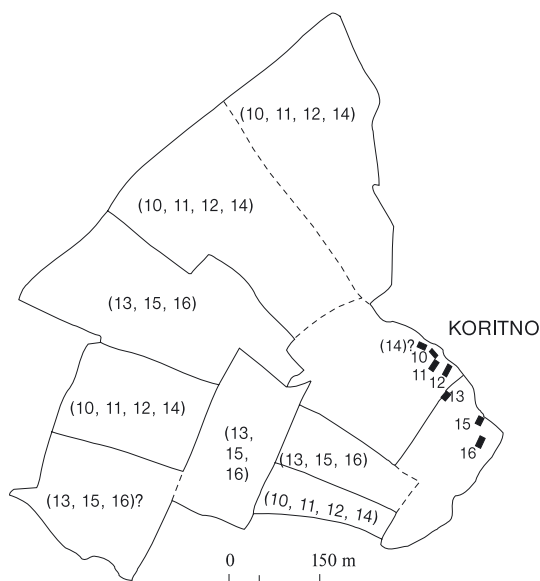 (10, 11, 12, 14)
(10, 11, 12, 14)
(13, 15, 16)
KORITNO
(14)?
10
11
12
13
15
16
(10, 11, 12, 14)
(13,
15,
16)
(13, 15, 16)
(13, 15, 16)?
(10, 11, 12, 14)
0 150 m